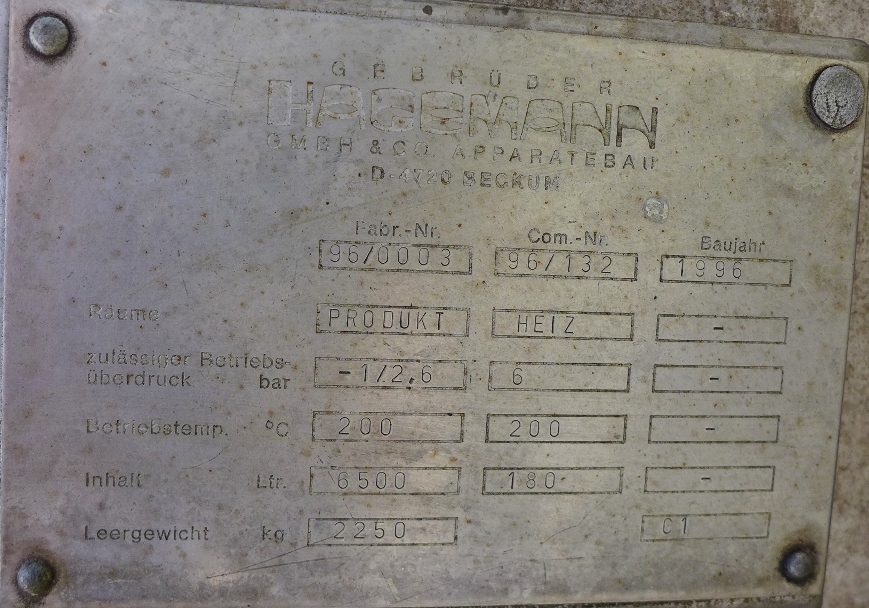 GEBRÜDER
HAGEMANN
GMBH & CO. APPARATEBAU
D-4720 BECKUM
Fabr.-Nr. Com.-Nr. Baujahr
96/0003 96/132 1996
Räume PRODUKT HEIZ -
zulässiger Betriebs-
überdruck bar -1/2,6 6 -
Betriebstemp. °C 200 200 -
Inhalt Ltr. 6500 180 -
Leergewicht kg 2250 C1